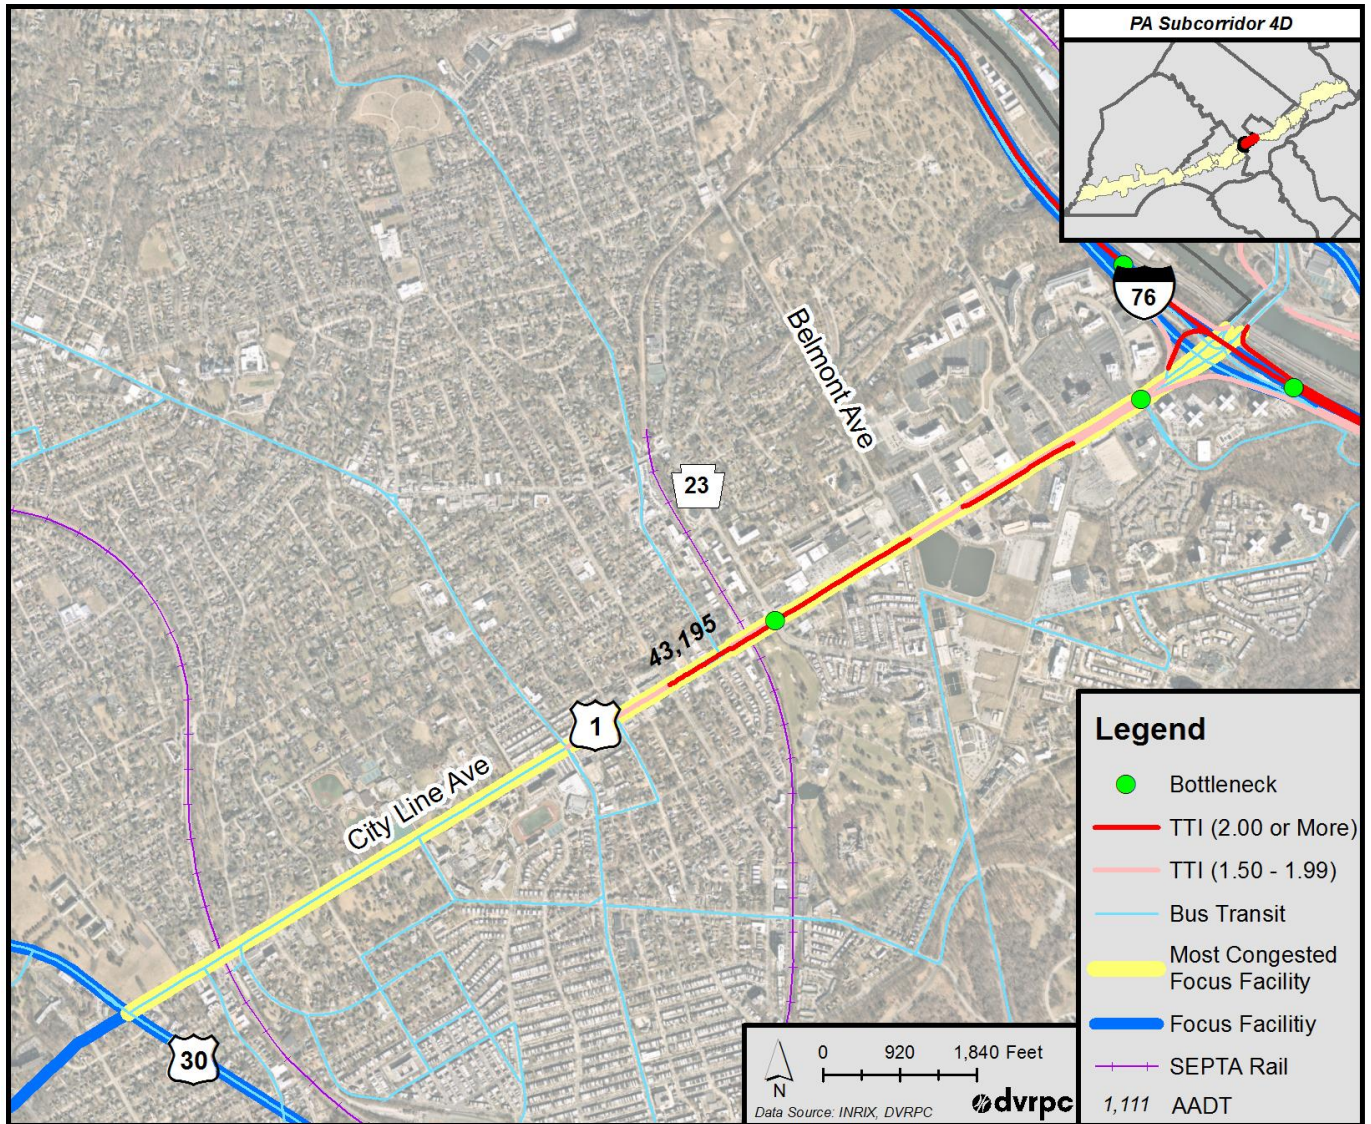 PA Subcorridor 4D
76
Belmont Ave
23
43,195
1
City Line Ave
30
Legend
Bottleneck
TTI (2.00 or More)
TTI (1.50 - 1.99)
Bus Transit
Most Congested
Focus Facility
Focus Facilitiy
SEPTA Rail
1,111 AADT
0 920 1,840 Feet
N
Data Source: INRIX, DVRPC
dvrpc